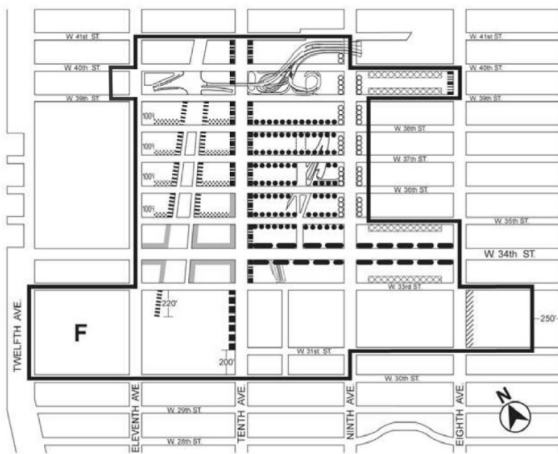 W. 41st ST.
W. 41st ST.
W. 40th ST.
W. 40th ST.
W. 39th ST.
W. 39th ST.
100'
W. 38th ST.
100'
W. 37th ST.
100'
W. 36th ST.
100'
W. 35th ST.
W. 34th ST.
W. 33rd ST.
220'
F
250'
TWELFTH AVE.
W. 31st ST.
200'
W. 30th ST.
ELEVENTH AVE.
TENTH AVE.
NINTH AVE.
EIGHTH AVE.
N
W. 29th ST.
W. 28th ST.